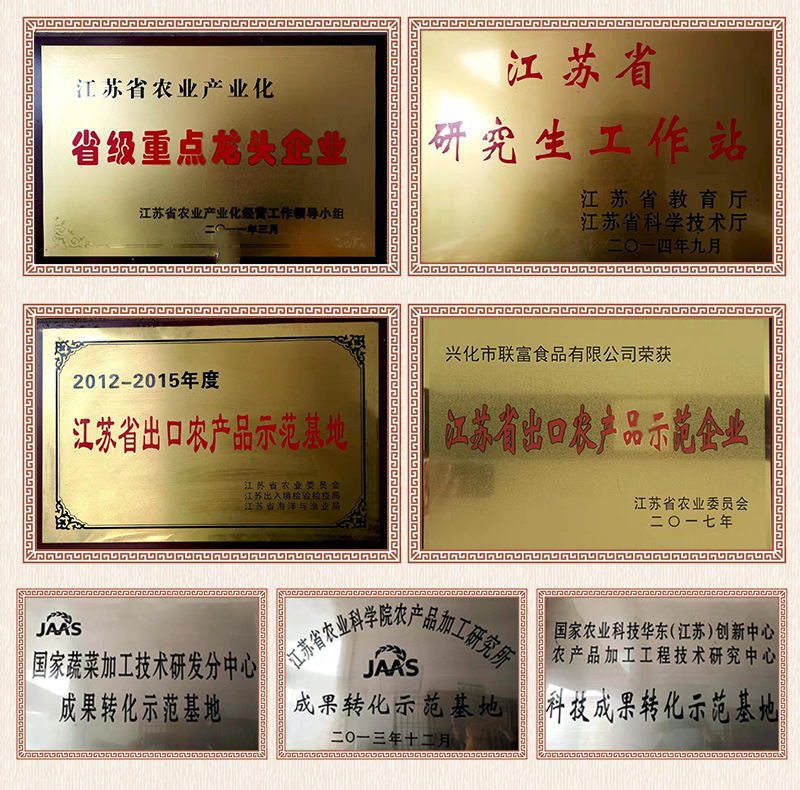 江苏省农业产业化
省级重点龙头企业
江苏省农业产业化经营工作领导小组
二〇一一年三月
江苏省
研究生工作站
江苏省教育厅
江苏省科学技术厅
二〇一四年九月
2012-2015年度
江苏省出口农产品示范基地
江苏省农业委员会
江苏出入境检验检疫局
江苏省海洋与渔业局
兴化市联富食品有限公司荣获
江苏省出口农产品示范企业
江苏省农业委员会
二〇一七年
JAAS
国家蔬菜加工技术研发分中心
成果转化示范基地
江苏省农业科学院农产品加工研究所
JAAS
成果转化示范基地
二〇一三年十二月
国家农业科技华东(江苏)创新中心
农产品加工工程技术研究中心
科技成果转化示范基地